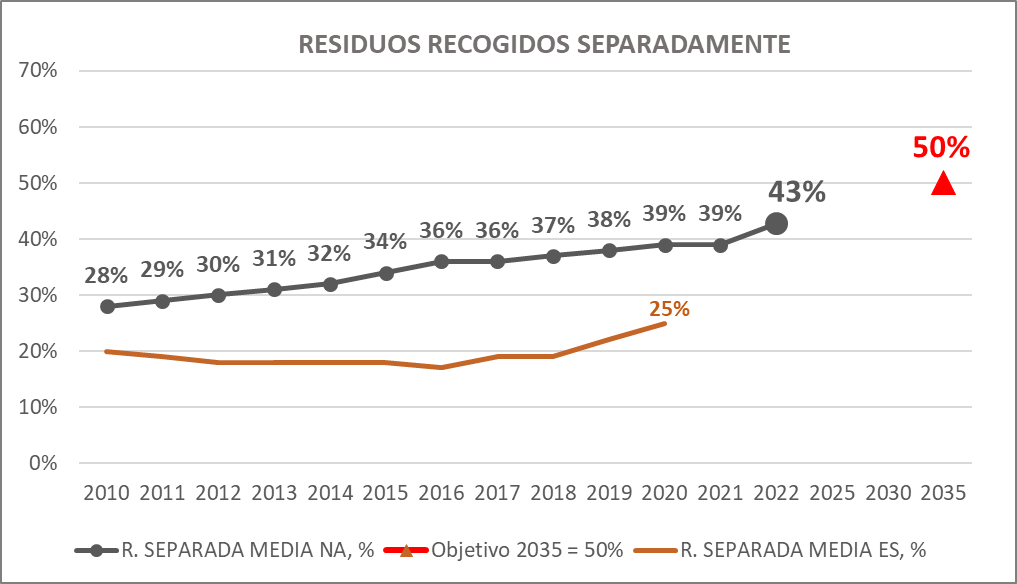 RESIDUOS RECOGIDOS SEPARADAMENTE
70%
60%
50%
40%
30%
20%
10%
0%
28% 29% 30% 31% 32% 34% 36% 36% 37% 38% 39% 39% 43%
50%
25%
2010 2011 2012 2013 2014 2015 2016 2017 2018 2019 2020 2021 2022 2025 2030 2035
R. SEPARADA MEDIA NA, % Objetivo 2035 = 50% R. SEPARADA MEDIA ES, %